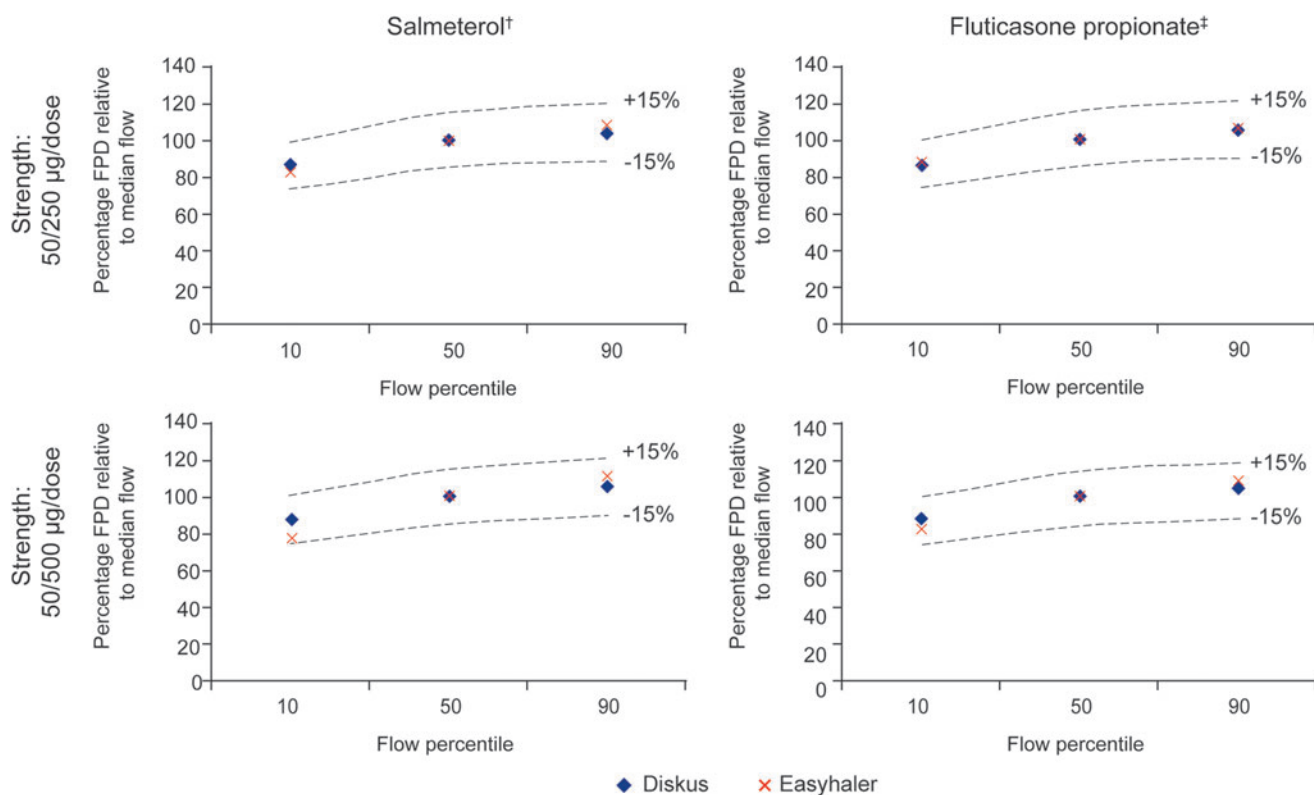 Salmeterol†
Fluticasone propionate‡
Strength:
50/250 µg/dose
Percentage FPD relative
to median flow
140
120
100
80
60
40
20
0
+15%
-15%
10
50
90
Flow percentile
Percentage FPD relative
to median flow
140
120
100
80
60
40
20
0
+15%
-15%
10
50
90
Flow percentile
Strength:
50/500 µg/dose
Percentage FPD relative
to median flow
140
120
100
80
60
40
20
0
+15%
-15%
10
50
90
Flow percentile
Percentage FPD relative
to median flow
140
120
100
80
60
40
20
0
+15%
-15%
10
50
90
Flow percentile
Diskus
Easyhaler